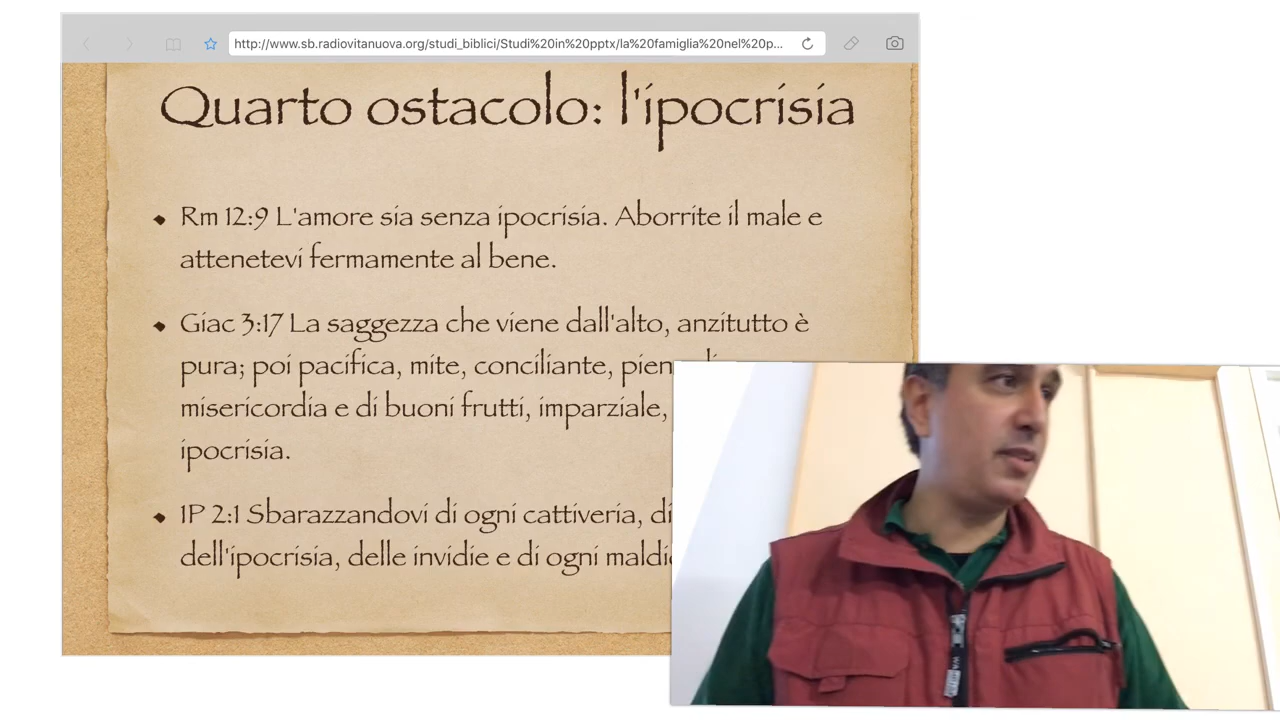 http://www.sb.radiovitanuova.org/studi_biblici/Studi%20in%20pptx/la%20famiglia%20nel%20p...
Quarto ostacolo: l'ipocrisia
Rm 12:9 L'amore sia senza ipocrisia. Aborrite il male e
attenetevi fermamente al bene.
Giac 3:17 La saggezza che viene dall'alto, anzitutto è
pura; poi pacifica, mite, conciliante,
misericordia e di buoni frutti, imparziale,
ipocrisia.
1P 2:1 Sbarazzandovi di ogni cattiveria,
dell'ipocrisia, delle invidie e di ogni